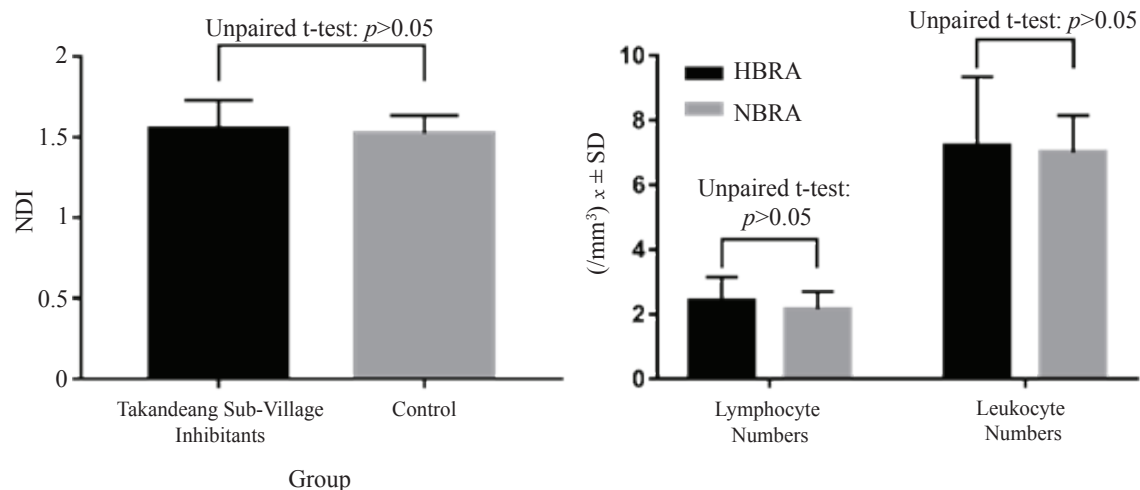 Unpaired t-test: p>0.05
2
1.5
1
0.5
0
NDI
Takandeang Sub-Village
Inhibitants
Control
Group
Unpaired t-test: p>0.05
10
8
6
4
2
0
(/mm³) x ± SD
HBRA
NBRA
Unpaired t-test:
p>0.05
Lymphocyte
Numbers
Leukocyte
Numbers